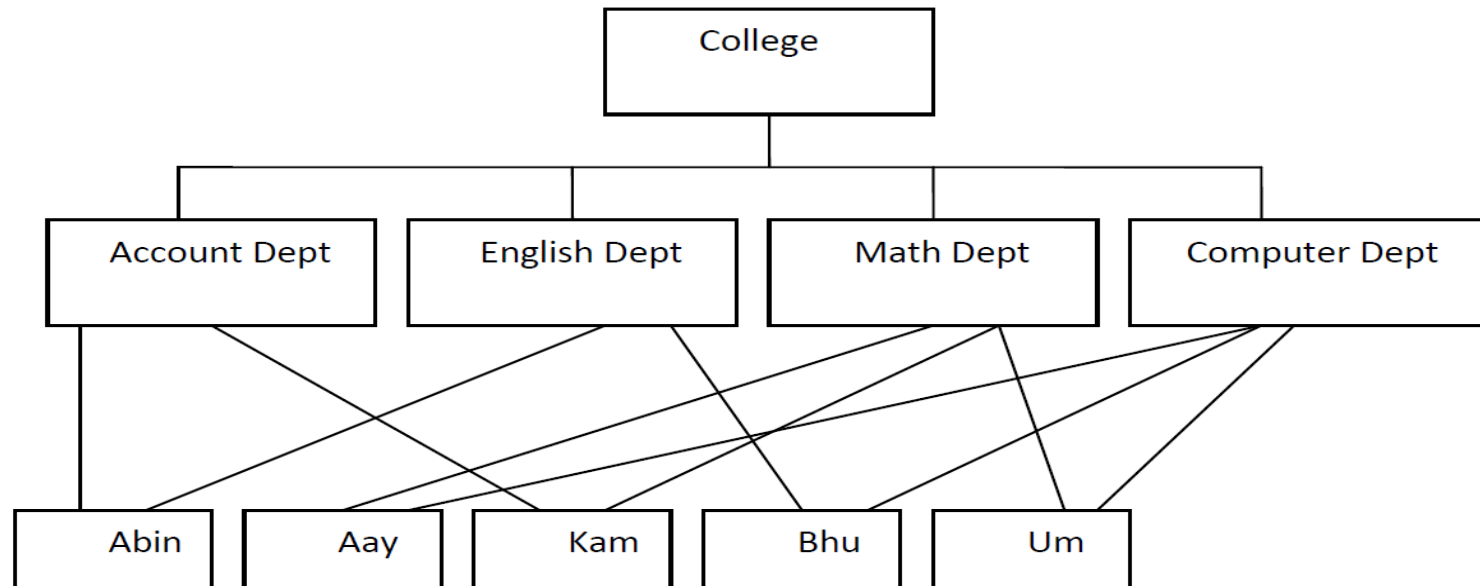 College
Account Dept
English Dept
Math Dept
Computer Dept
Abin
Aay
Kam
Bhu
Um